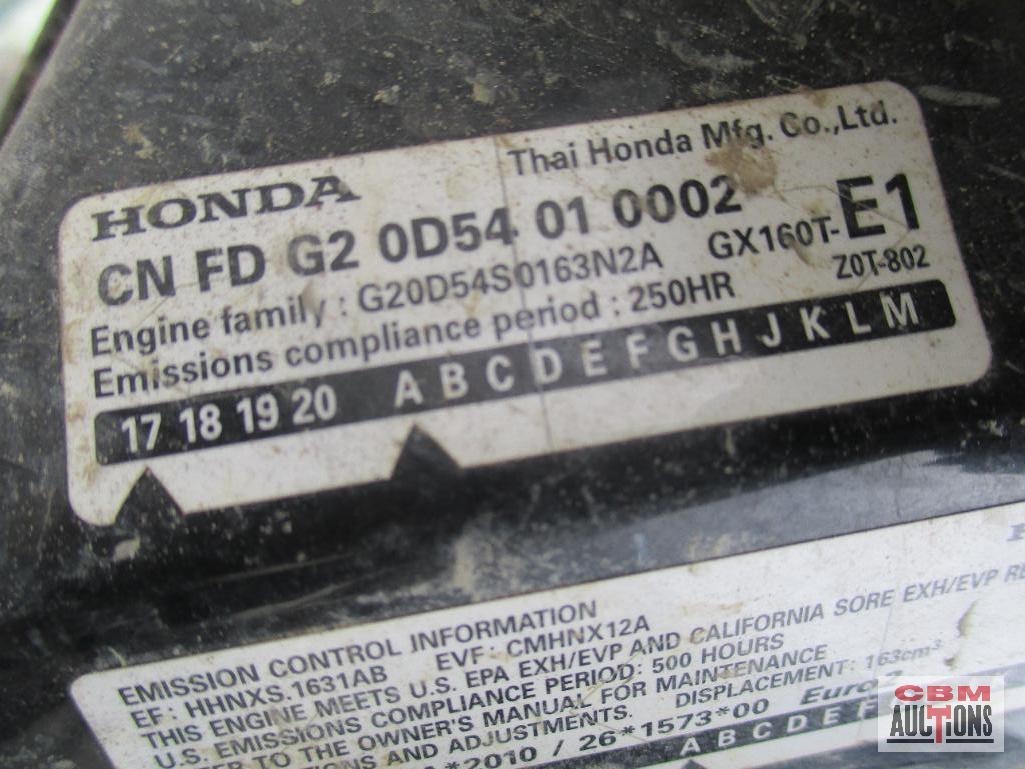 HONDA Thai Honda Mfg. Co.,Ltd.
CN FD G2 0D54 01 0002 GX160T-E1
Engine family : G20D54S0163N2A Z0T-802
Emissions compliance period : 250HR
17 18 19 20 A B C D E F G H J K L M
EMISSION CONTROL INFORMATION
EF : HHNXS.1631AB EVF : CMHNX12A
THIS ENGINE MEETS U.S. EPA EXH/EVP AND CALIFORNIA SORE EXH/EVP
U.S. EMISSIONS COMPLIANCE PERIOD: 500 HOURS
TO THE OWNER'S MANUAL FOR MAINTENANCE
AND ADJUSTMENTS. DISPLACEMENT: 163cm³
*2010 / 26*1573*00
A B C D E F
CBM
AUCTIONS